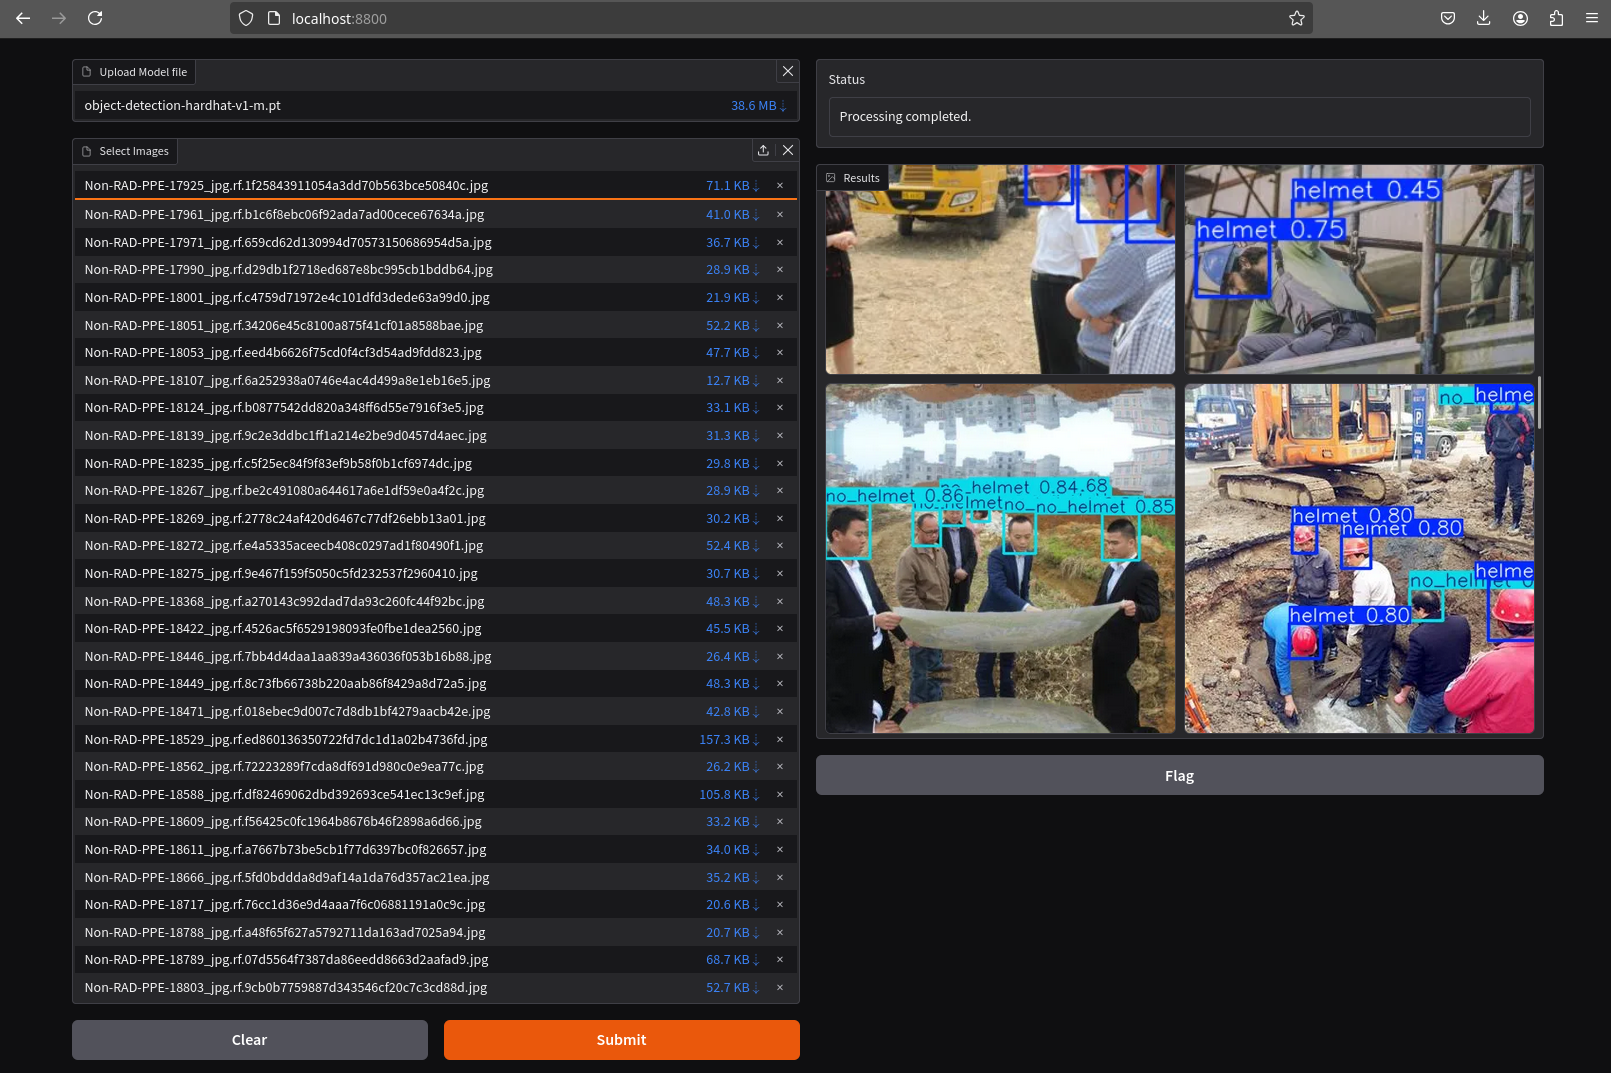 localhost:8800
Upload Model file
object-detection-hardhat-v1-m.pt 38.6 MB ↓
Select Images
Non-RAD-PPE-17925_jpg.rf.1f25843911054a3dd70b563bce50840c.jpg 71.1 KB ↓
Non-RAD-PPE-17961_jpg.rf.b1c6f8ebc06f92ada7ad00cece67634a.jpg 41.0 KB ↓
Non-RAD-PPE-17971_jpg.rf.659cd62d130994d70573150686954d5a.jpg 36.7 KB ↓
Non-RAD-PPE-17990_jpg.rf.d29db1f2718ed687e8bc995cb1bddb64.jpg 28.9 KB ↓
Non-RAD-PPE-18001_jpg.rf.c4759d71972e4c101dfd3dede63a99d0.jpg 21.9 KB ↓
Non-RAD-PPE-18051_jpg.rf.34206e45c8100a875f41cf01a8588bae.jpg 52.2 KB ↓
Non-RAD-PPE-18053_jpg.rf.eed4b6626f75cd0f4cf3d54ad9fdd823.jpg 47.7 KB ↓
Non-RAD-PPE-18107_jpg.rf.6a252938a0746e4ac4d499a8e1eb16e5.jpg 12.7 KB ↓
Non-RAD-PPE-18124_jpg.rf.b0877542dd820a348ff6d55e7916f3e5.jpg 33.1 KB ↓
Non-RAD-PPE-18139_jpg.rf.9c2e3ddbc1ff1a214e2be9d0457d4aec.jpg 31.3 KB ↓
Non-RAD-PPE-18235_jpg.rf.c5f25ec84f9f83ef9b58f0b1cf6974dc.jpg 29.8 KB ↓
Non-RAD-PPE-18267_jpg.rf.be2c491080a644617a6e1df59e0a4f2c.jpg 28.9 KB ↓
Non-RAD-PPE-18269_jpg.rf.2778c24af420d6467c77df26ebb13a01.jpg 30.2 KB ↓
Non-RAD-PPE-18272_jpg.rf.e4a5335aceecb408c0297ad1f80490f1.jpg 52.4 KB ↓
Non-RAD-PPE-18275_jpg.rf.9e467f159f5050c5fd232537f2960410.jpg 30.7 KB ↓
Non-RAD-PPE-18368_jpg.rf.a270143c992dad7da93c260fc44f92bc.jpg 48.3 KB ↓
Non-RAD-PPE-18422_jpg.rf.4526ac5f6529198093fe0fbe1dea2560.jpg 45.5 KB ↓
Non-RAD-PPE-18446_jpg.rf.7bb4d4daa1aa839a436036f053b16b88.jpg 26.4 KB ↓
Non-RAD-PPE-18449_jpg.rf.8c73fb66738b220aab86f8429a8d72a5.jpg 48.3 KB ↓
Non-RAD-PPE-18471_jpg.rf.018ebec9d007c7d8db1bf4279aacb42e.jpg 42.8 KB ↓
Non-RAD-PPE-18529_jpg.rf.ed860136350722fd7dc1d1a02b4736fd.jpg 157.3 KB ↓
Non-RAD-PPE-18562_jpg.rf.72223289f7cda8df691d980c0e9ea77c.jpg 26.2 KB ↓
Non-RAD-PPE-18588_jpg.rf.df82469062dbd392693ce541ec13c9ef.jpg 105.8 KB ↓
Non-RAD-PPE-18609_jpg.rf.f56425c0fc1964b8676b46f2898a6d66.jpg 33.2 KB ↓
Non-RAD-PPE-18611_jpg.rf.a7667b73be5cb1f77d6397bc0f826657.jpg 34.0 KB ↓
Non-RAD-PPE-18666_jpg.rf.5fd0bddda8d9af14a1da76d357ac21ea.jpg 35.2 KB ↓
Non-RAD-PPE-18717_jpg.rf.76cc1d36e9d4aaa7f6c06881191a0c9c.jpg 20.6 KB ↓
Non-RAD-PPE-18788_jpg.rf.a48f65f627a5792711da163ad7025a94.jpg 20.7 KB ↓
Non-RAD-PPE-18789_jpg.rf.07d5564f7387da86eedd8663d2aafad9.jpg 68.7 KB ↓
Non-RAD-PPE-18803_jpg.rf.9cb0b7759887d343546cf20c7c3cd88d.jpg 52.7 KB ↓
Clear
Submit
Status
Processing completed.
Results
helmet 0.45
helmet 0.75
no_helmet 0.86
helmet 0.84
.68
no_helmet 0.85
no_
helme
helmet 0.80
helmet 0.80
helme
helmet 0.80
Flag